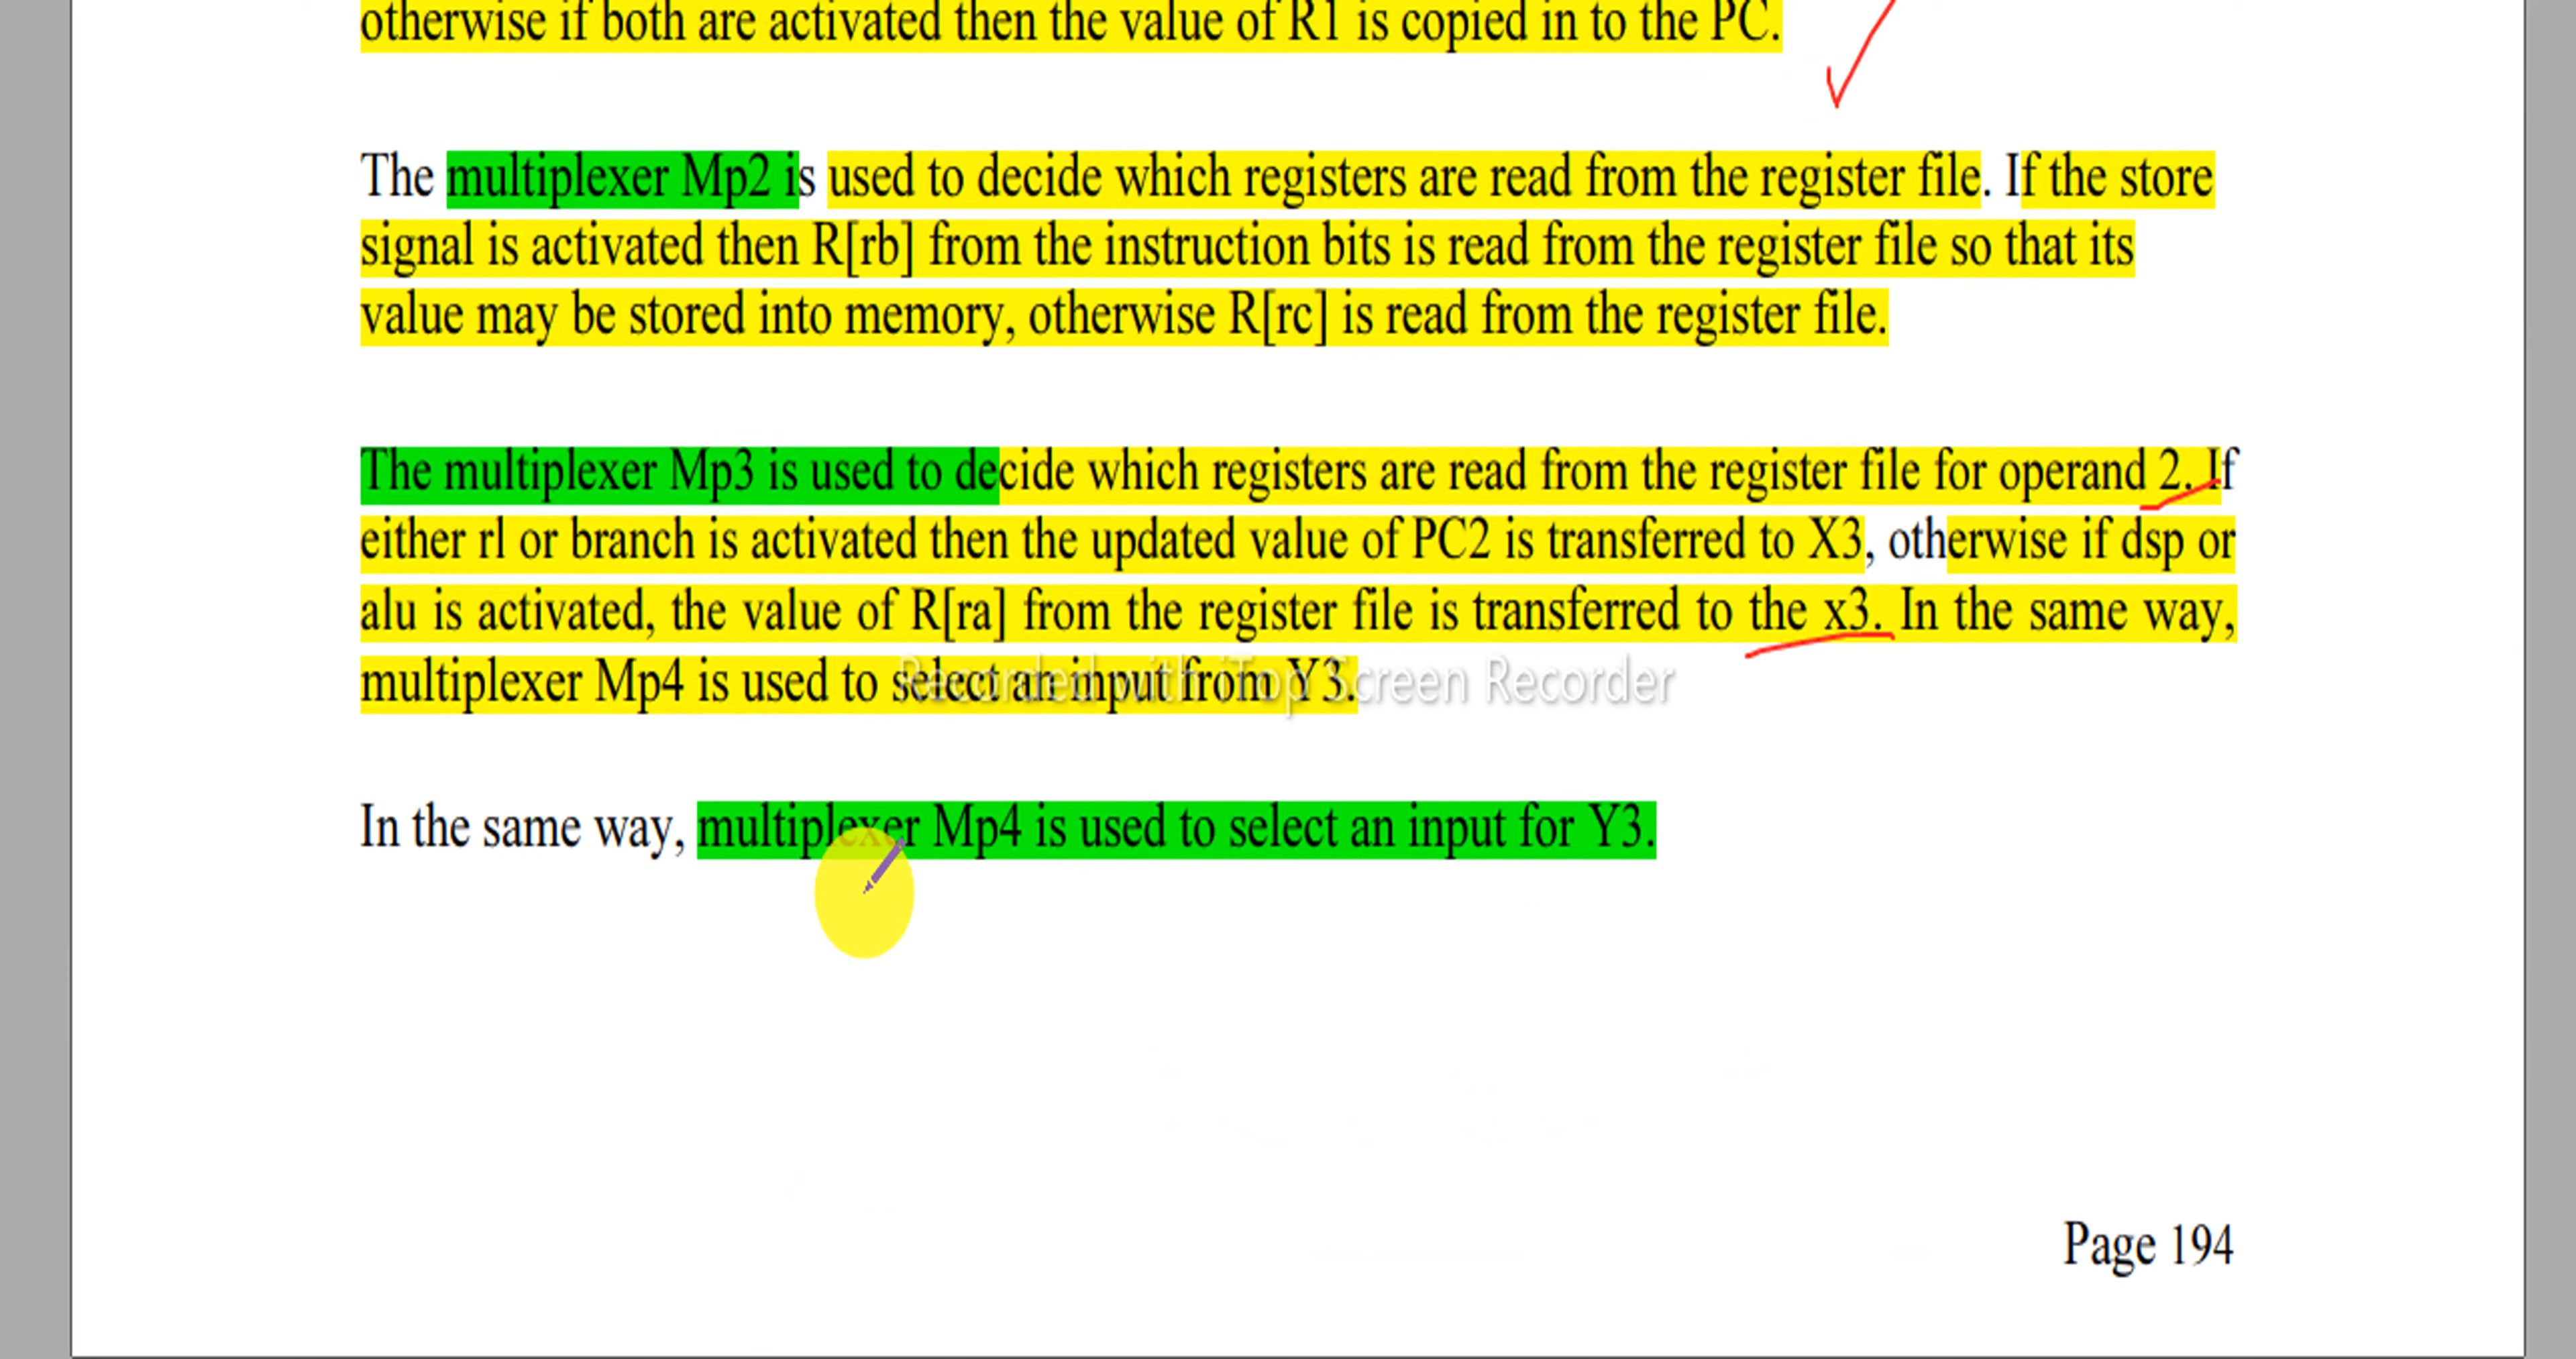 otherwise if both are activated then the value of R1 is copied in to the PC.
The multiplexer Mp2 is used to decide which registers are read from the register file. If the store
signal is activated then R[rb] from the instruction bits is read from the register file so that its
value may be stored into memory, otherwise R[rc] is read from the register file.
The multiplexer Mp3 is used to decide which registers are read from the register file for operand 2. If
either rl or branch is activated then the updated value of PC2 is transferred to X3, otherwise if dsp or
alu is activated, the value of R[ra] from the register file is transferred to the x3. In the same way,
multiplexer Mp4 is used to select an input from Y3.
Recorded with iTop Screen Recorder
In the same way, multiplexer Mp4 is used to select an input for Y3.
Page 194